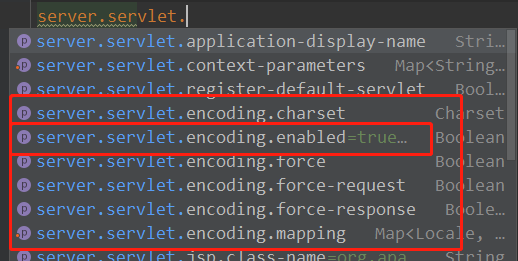 server.servlet.
server.servlet.application-display-name Stri…
server.servlet.context-parameters Map<String…
server.servlet.register-default-servlet Bool…
server.servlet.encoding.charset Charset
server.servlet.encoding.enabled=true… Boolean
server.servlet.encoding.force Boolean
server.servlet.encoding.force-request Boolean
server.servlet.encoding.force-response Boole…
server.servlet.encoding.mapping Map<Locale, …
server.servlet.jsp.class-name=org.apa… String